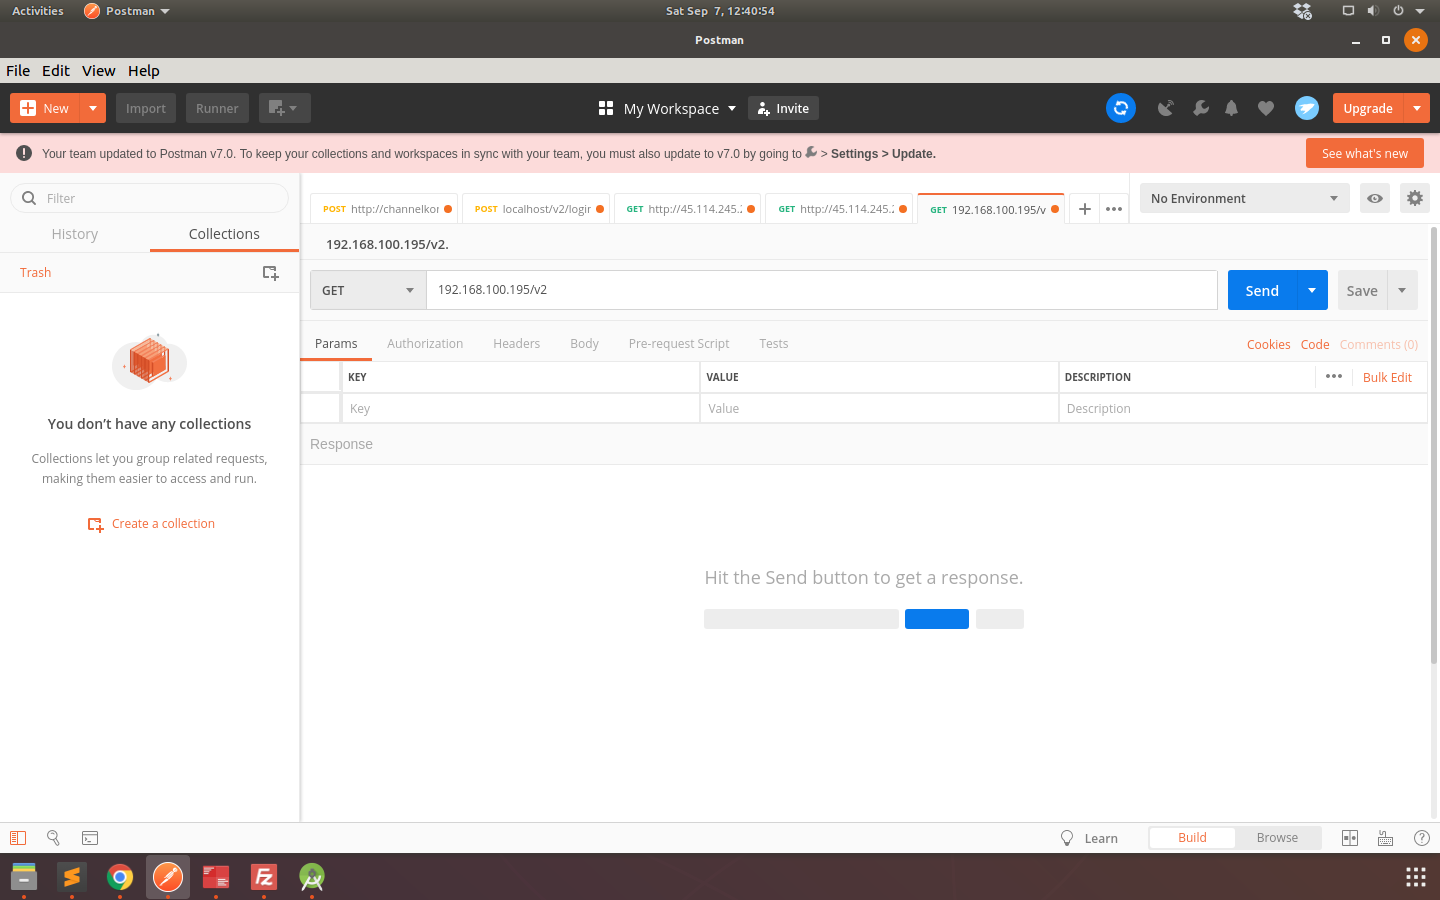 Activities Postman Sat Sep 7, 12:40:54
Postman
File Edit View Help
New Import Runner My Workspace Invite Upgrade
Your team updated to Postman v7.0. To keep your collections and workspaces in sync with your team, you must also update to v7.0 by going to > Settings > Update. See what's new
Filter
POST http://channelkor POST localhost/v2/login GET http://45.114.245.2 GET http://45.114.245.2 GET 192.168.100.195/v
No Environment
History Collections
192.168.100.195/v2.
Trash
GET 192.168.100.195/v2 Send Save
Params Authorization Headers Body Pre-request Script Tests Cookies Code Comments (0)
KEY VALUE DESCRIPTION Bulk Edit
Key Value Description
Response
You don't have any collections
Collections let you group related requests,
making them easier to access and run.
Create a collection
Hit the Send button to get a response.
Learn Build Browse